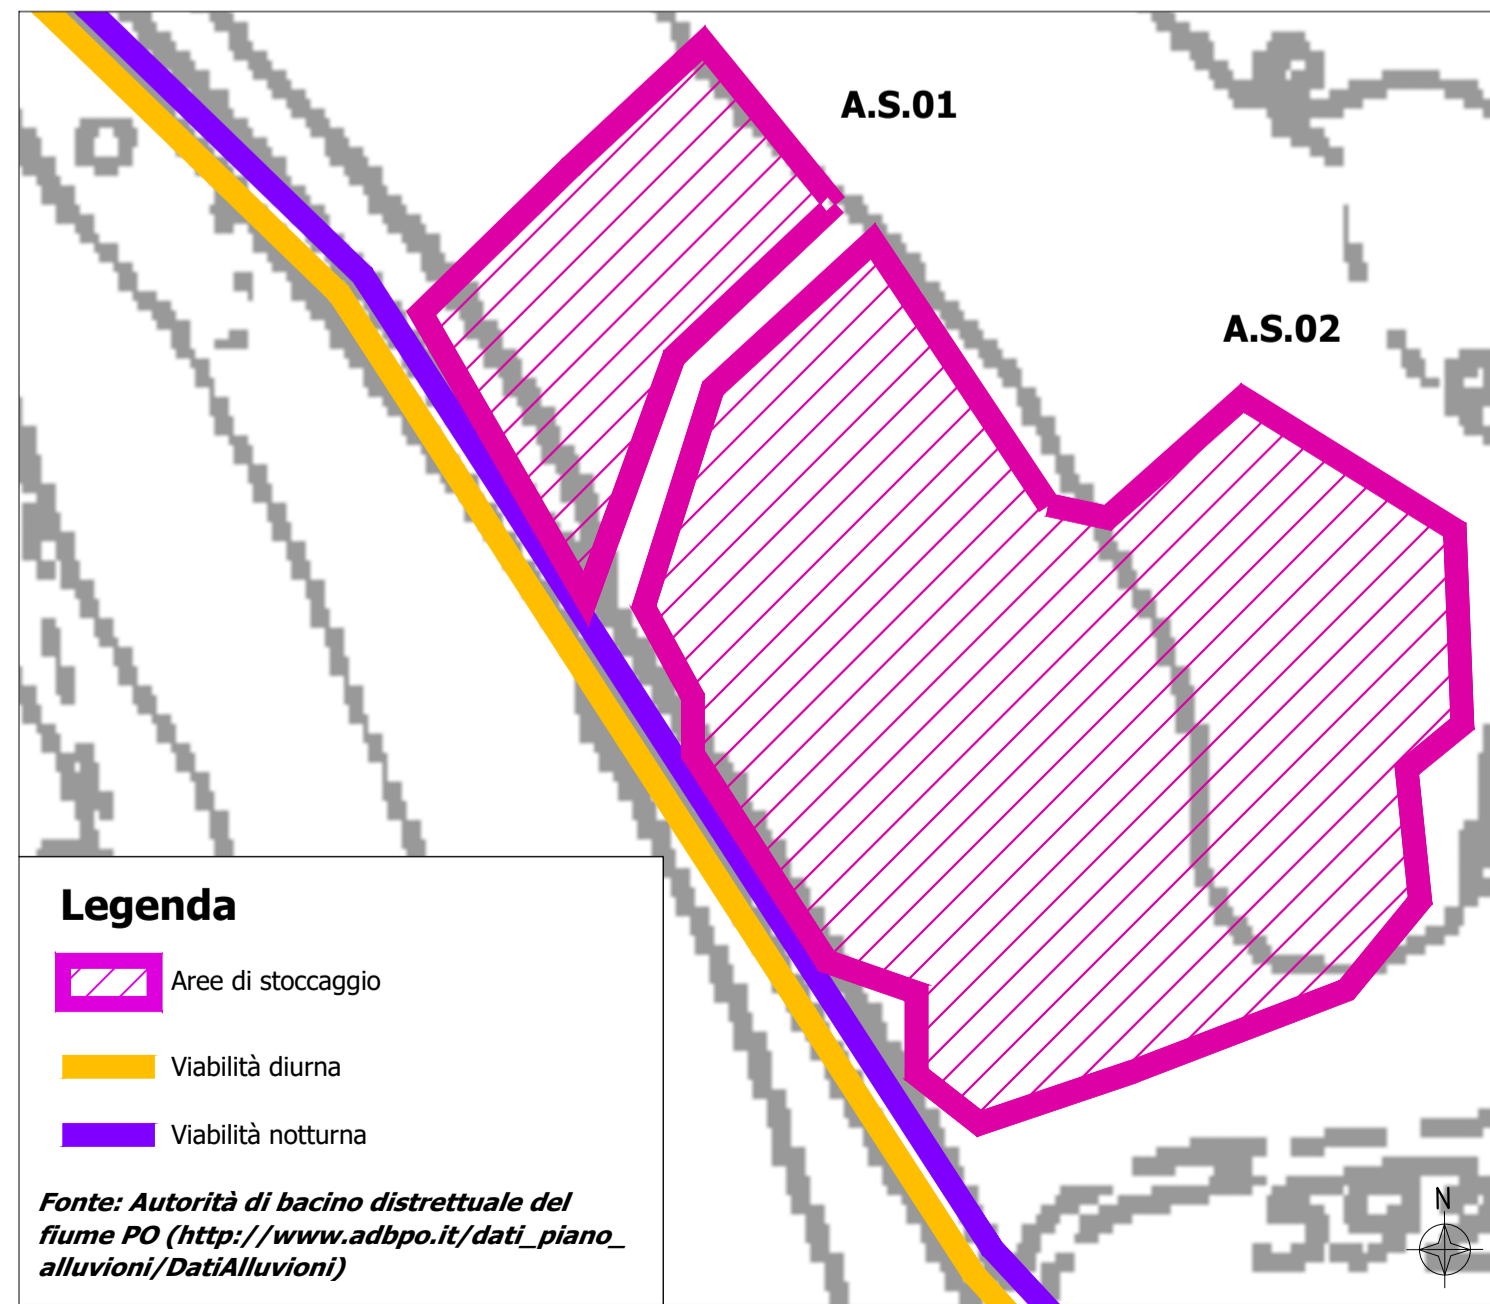 A.S.01
A.S.02
Legenda
Aree di stoccaggio
Viabilità diurna
Viabilità notturna
Fonte: Autorità di bacino distrettuale del
fiume PO (http://www.adbpo.it/dati_piano_
alluvioni/DatiAlluvioni)
N